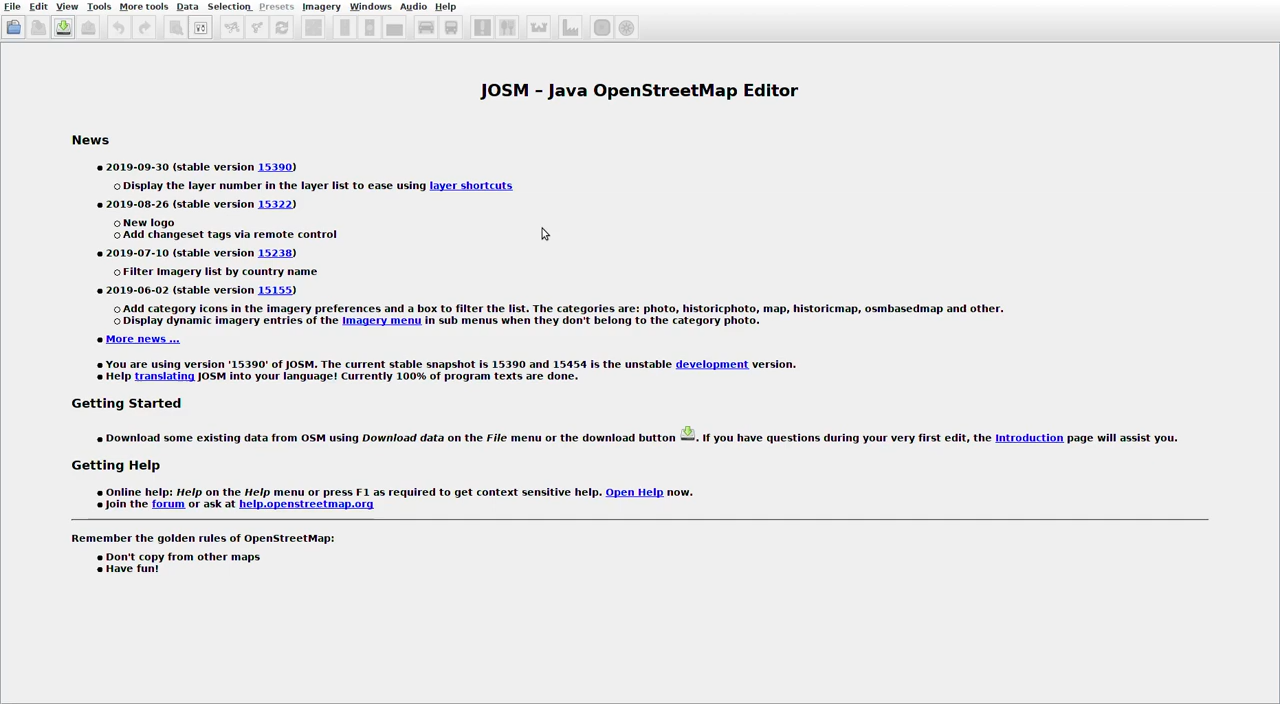 File Edit View Tools More tools Data Selection Presets Imagery Windows Audio Help
JOSM – Java OpenStreetMap Editor
News
2019-09-30 (stable version 15390)
Display the layer number in the layer list to ease using layer shortcuts
2019-08-26 (stable version 15322)
New logo
Add changeset tags via remote control
2019-07-10 (stable version 15238)
Filter Imagery list by country name
2019-06-02 (stable version 15155)
Add category icons in the imagery preferences and a box to filter the list. The categories are: photo, historicphoto, map, historicmap, osmbasedmap and other.
Display dynamic imagery entries of the Imagery menu in sub menus when they don't belong to the category photo.
More news ...
You are using version '15390' of JOSM. The current stable snapshot is 15390 and 15454 is the unstable development version.
Help translating JOSM into your language! Currently 100% of program texts are done.
Getting Started
Download some existing data from OSM using Download data on the File menu or the download button . If you have questions during your very first edit, the Introduction page will assist you.
Getting Help
Online help: Help on the Help menu or press F1 as required to get context sensitive help. Open Help now.
Join the forum or ask at help.openstreetmap.org
Remember the golden rules of OpenStreetMap:
Don't copy from other maps
Have fun!